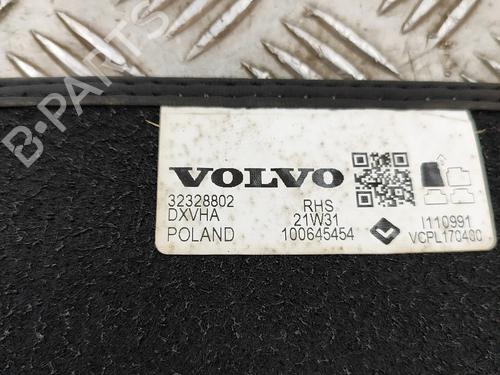 B-PARTS
VOLVO
32328802 RHS
DXVHA 21W31 I110991
POLAND 100645454 VCPL170400